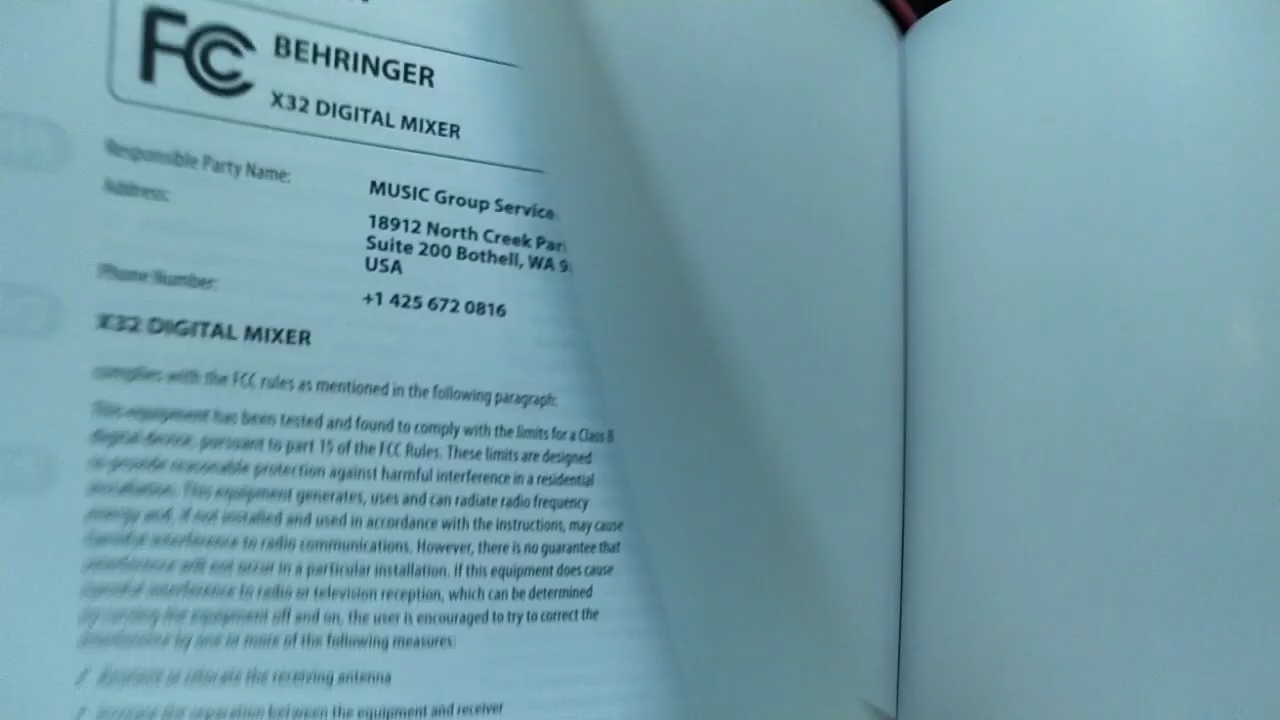 FCC
BEHRINGER
X32 DIGITAL MIXER
Responsible Party Name:
MUSIC Group Service
Address:
18912 North Creek Par
Suite 200 Bothell, WA 9
USA
Phone Number:
+1 425 672 0816
X32 DIGITAL MIXER
complies with the FCC rules as mentioned in the following paragraph:
This equipment has been tested and found to comply with the limits for a Class B
digital device, pursuant to part 15 of the FCC Rules. These limits are designed
to provide reasonable protection against harmful interference in a residential
installation. This equipment generates, uses and can radiate radio frequency
energy and, if not installed and used in accordance with the instructions, may cause
harmful interference to radio communications. However, there is no guarantee that
interference will not occur in a particular installation. If this equipment does cause
harmful interference to radio or television reception, which can be determined
by turning the equipment off and on, the user is encouraged to try to correct the
interference by one or more of the following measures:
Reorient or relocate the receiving antenna
Increase the separation between the equipment and receiver